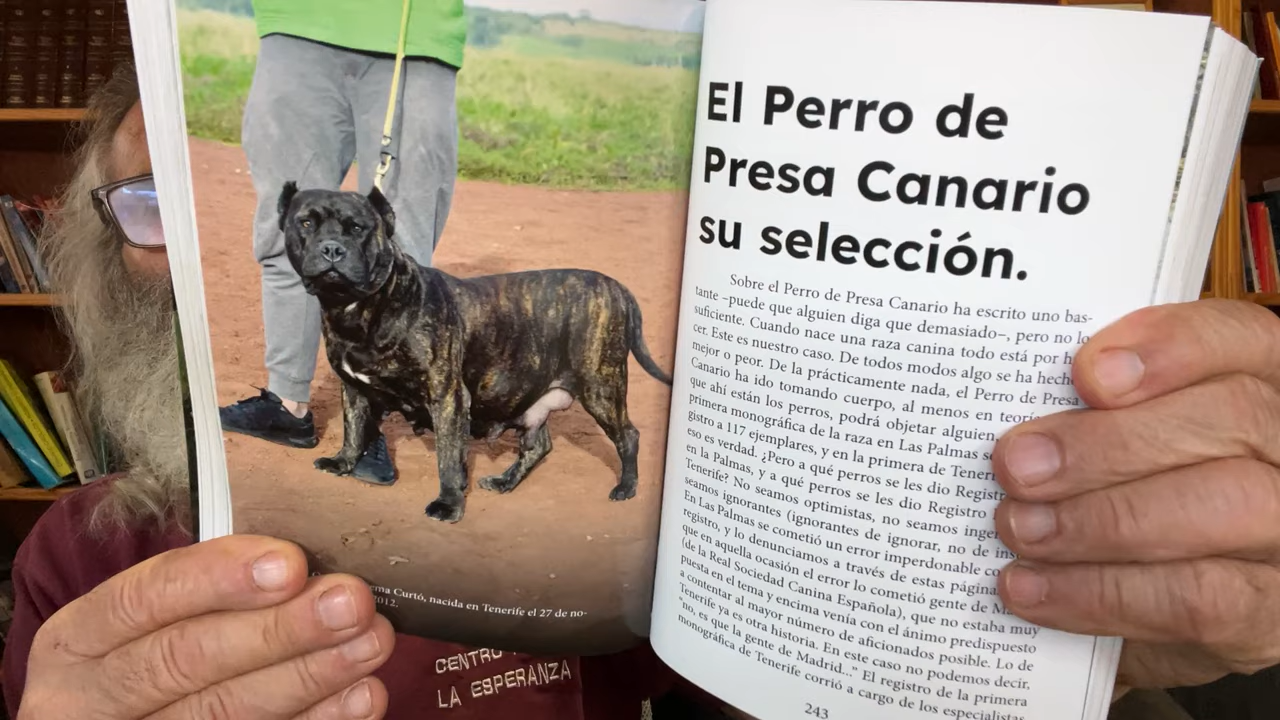 ema Curtó, nacida en Tenerife el 27 de no-
2012.
CENTRO
LA ESPERANZA
El Perro de
Presa Canario
su selección.
Sobre el Perro de Presa Canario ha escrito uno bas-
tante –puede que alguien diga que demasiado–, pero no lo
suficiente. Cuando nace una raza canina todo está por
cer. Este es nuestro caso. De todos modos algo se ha hech
mejor o peor. De la prácticamente nada, el Perro de Presa
Canario ha ido tomando cuerpo, al menos en
que ahí están los perros, podrá objetar alguien,
primera monográfica de la raza en Las Palmas
gistro a 117 ejemplares, y en la primera de
eso es verdad. ¿Pero a qué perros se les dio
en la Palmas, y a qué perros se les dio Registro
Tenerife? No seamos optimistas, no seamos
seamos ignorantes (ignorantes de ignorar, no de
En Las Palmas se cometió un error imperdonable
registro, y lo denunciamos a través de estas
que en aquella ocasión el error lo cometió gente de
(de la Real Sociedad Canina Española), que no estaba muy
puesta en el tema y encima venía con el ánimo predispuesto
a contentar al mayor número de aficionados posible. Lo de
Tenerife ya es otra historia. En este caso no podemos decir,
"no, es que la gente de Madrid..." El registro de la primera
monográfica de Tenerife corrió a cargo de los especialistas
243